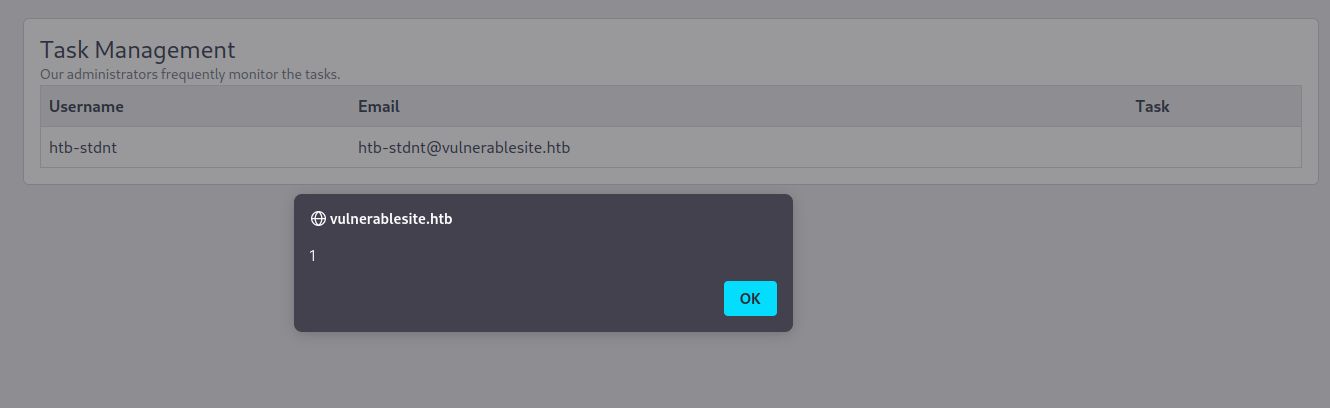 Task Management
Our administrators frequently monitor the tasks.
Username Email Task
htb-stdnt htb-stdnt@vulnerablesite.htb
vulnerablesite.htb
1
OK